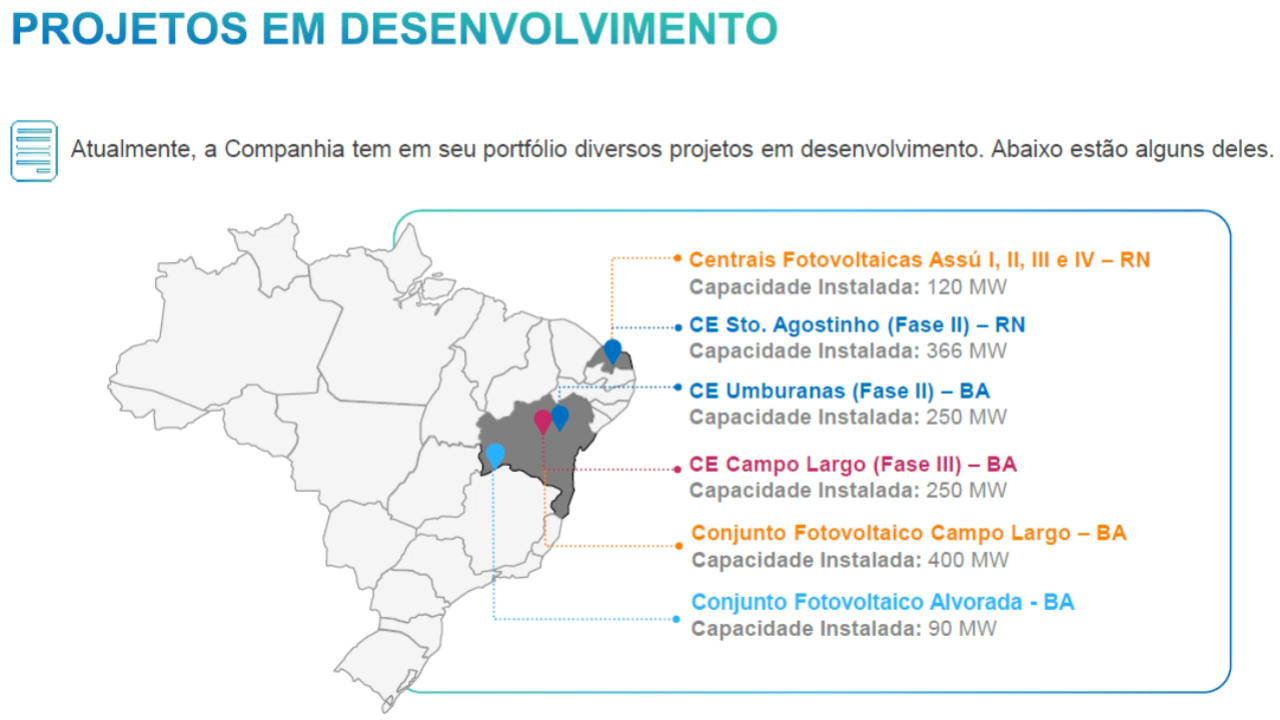 PROJETOS EM DESENVOLVIMENTO
Atualmente, a Companhia tem em seu portfólio diversos projetos em desenvolvimento. Abaixo estão alguns deles.
Centrais Fotovoltaicas Assú I, II, III e IV – RN
Capacidade Instalada: 120 MW
CE Sto. Agostinho (Fase II) – RN
Capacidade Instalada: 366 MW
CE Umburanas (Fase II) – BA
Capacidade Instalada: 250 MW
CE Campo Largo (Fase III) – BA
Capacidade Instalada: 250 MW
Conjunto Fotovoltaico Campo Largo – BA
Capacidade Instalada: 400 MW
Conjunto Fotovoltaico Alvorada - BA
Capacidade Instalada: 90 MW